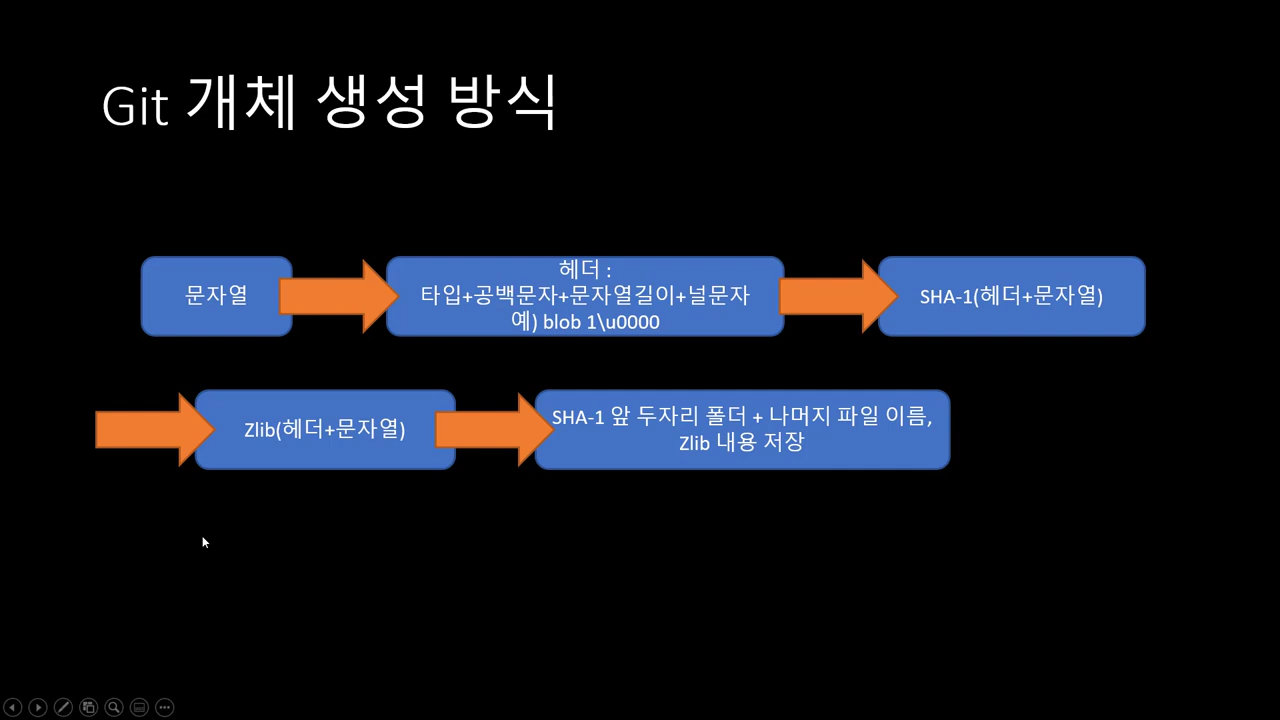 Git 개체 생성 방식
문자열
헤더 :
타입+공백문자+문자열길이+널문자
예) blob 1\u0000
SHA-1(헤더+문자열)
Zlib(헤더+문자열)
SHA-1 앞 두자리 폴더 + 나머지 파일 이름,
Zlib 내용 저장